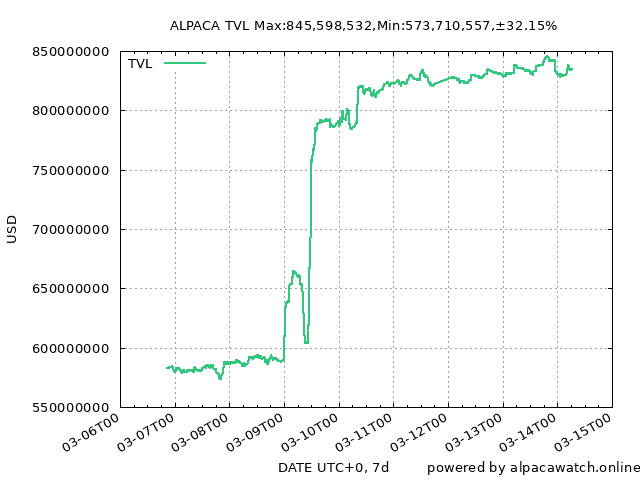 ALPACA TVL Max:845,598,532,Min:573,710,557,±32.15%
TVL
850000000
800000000
750000000
700000000
650000000
600000000
550000000
USD
03-06T00
03-07T00
03-08T00
03-09T00
03-10T00
03-11T00
03-12T00
03-13T00
03-14T00
03-15T00
DATE UTC+0, 7d
powered by alpacawatch.online